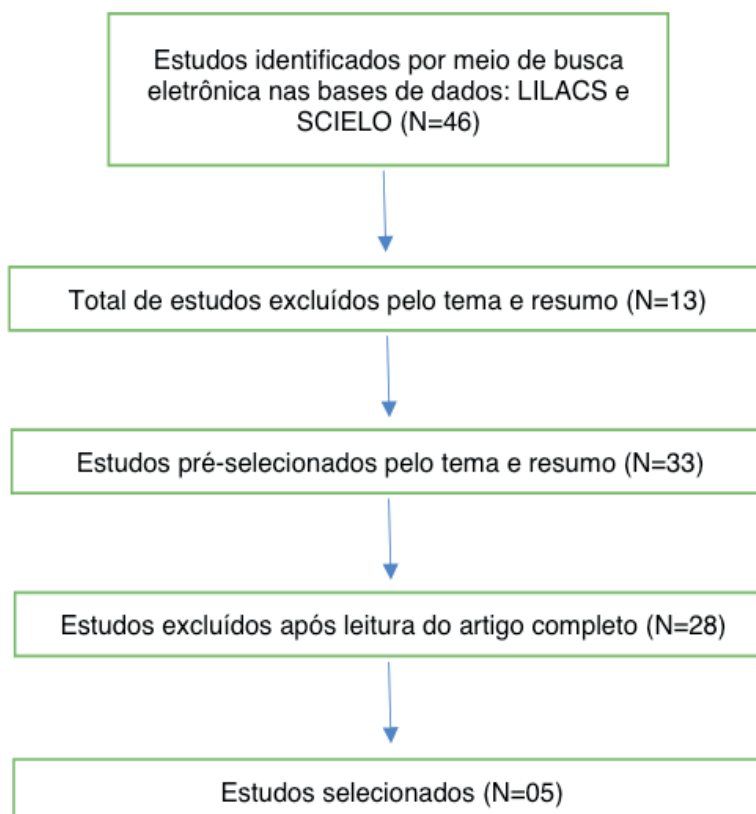 Estudos identificados por meio de busca
eletrônica nas bases de dados: LILACS e
SCIELO (N=46)
Total de estudos excluídos pelo tema e resumo (N=13)
Estudos pré-selecionados pelo tema e resumo (N=33)
Estudos excluídos após leitura do artigo completo (N=28)
Estudos selecionados (N=05)